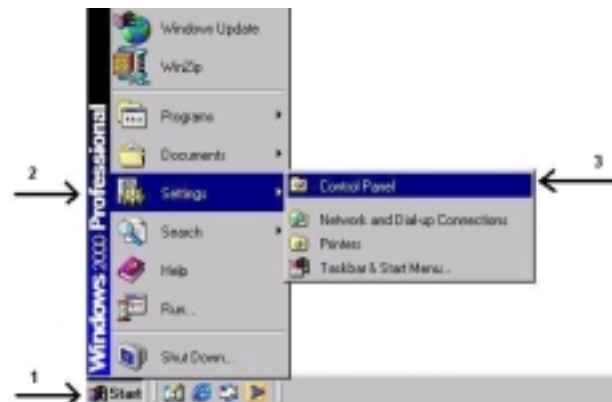 Windows Update
WinZip
Programs
Documents
2
Settings
Control Panel
3
Network and Dial-up Connections
Printers
Taskbar & Start Menu...
Search
Help
Run...
Shut Down...
Windows 2000 Professional
1
Start